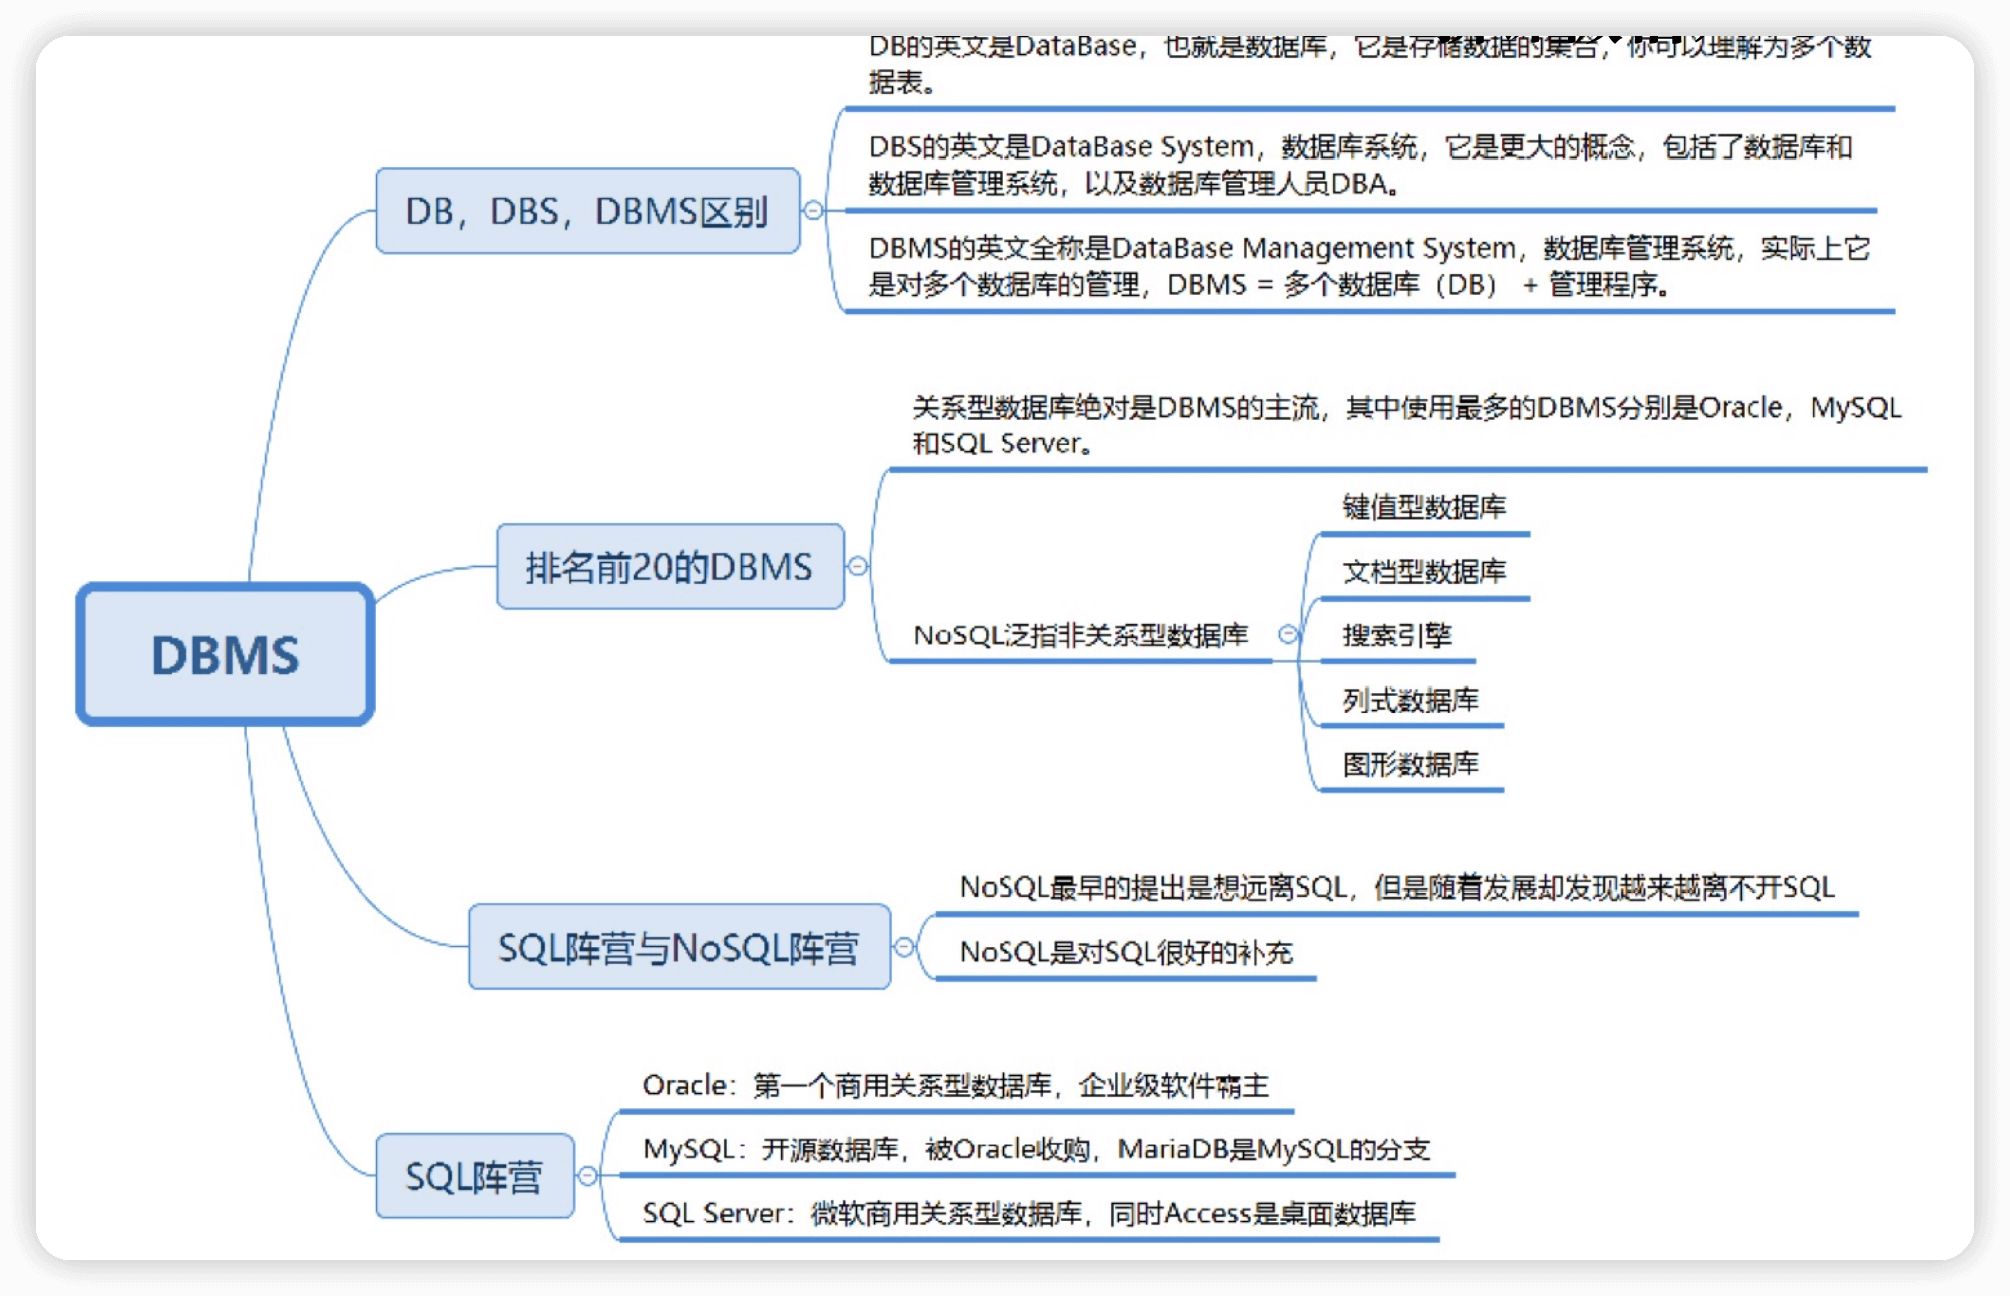 DB的英文是DataBase，也就是数据库，它是存储数据的集合，你可以理解为多个数
据表。
DBS的英文是DataBase System，数据库系统，它是更大的概念，包括了数据库和
数据库管理系统，以及数据库管理人员DBA。
DB，DBS，DBMS区别
DBMS的英文全称是DataBase Management System，数据库管理系统，实际上它
是对多个数据库的管理，DBMS = 多个数据库（DB） + 管理程序。
关系型数据库绝对是DBMS的主流，其中使用最多的DBMS分别是Oracle，MySQL
和SQL Server。
排名前20的DBMS
NoSQL泛指非关系型数据库
键值型数据库
文档型数据库
搜索引擎
列式数据库
图形数据库
DBMS
NoSQL最早的提出是想远离SQL，但是随着发展却发现越来越离不开SQL
SQL阵营与NoSQL阵营
NoSQL是对SQL很好的补充
Oracle：第一个商用关系型数据库，企业级软件霸主
MySQL：开源数据库，被Oracle收购，MariaDB是MySQL的分支
SQL阵营
SQL Server：微软商用关系型数据库，同时Access是桌面数据库